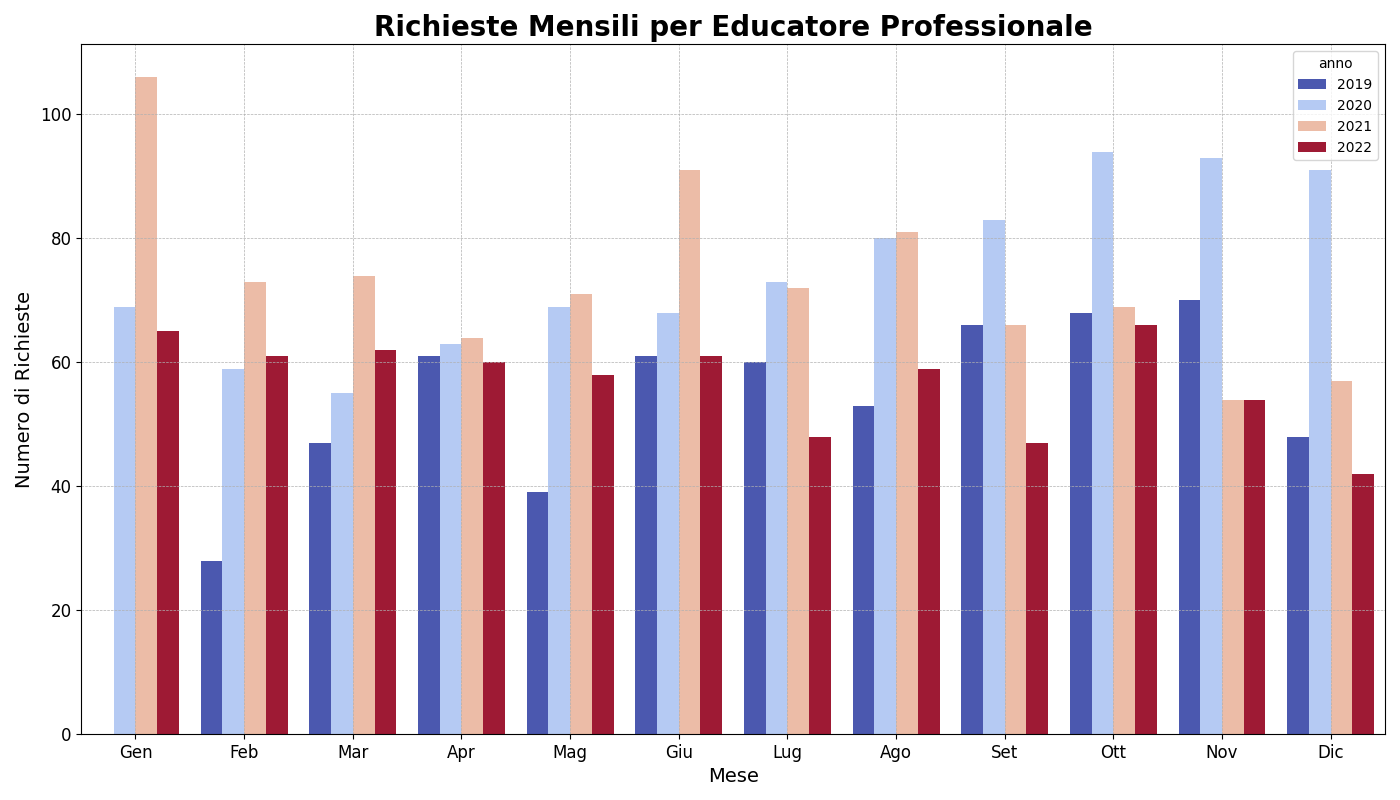 Richieste Mensili per Educatore Professionale
anno
2019
2020
2021
2022
Numero di Richieste
100
80
60
40
20
0
Gen Feb Mar Apr Mag Giu Lug Ago Set Ott Nov Dic
Mese